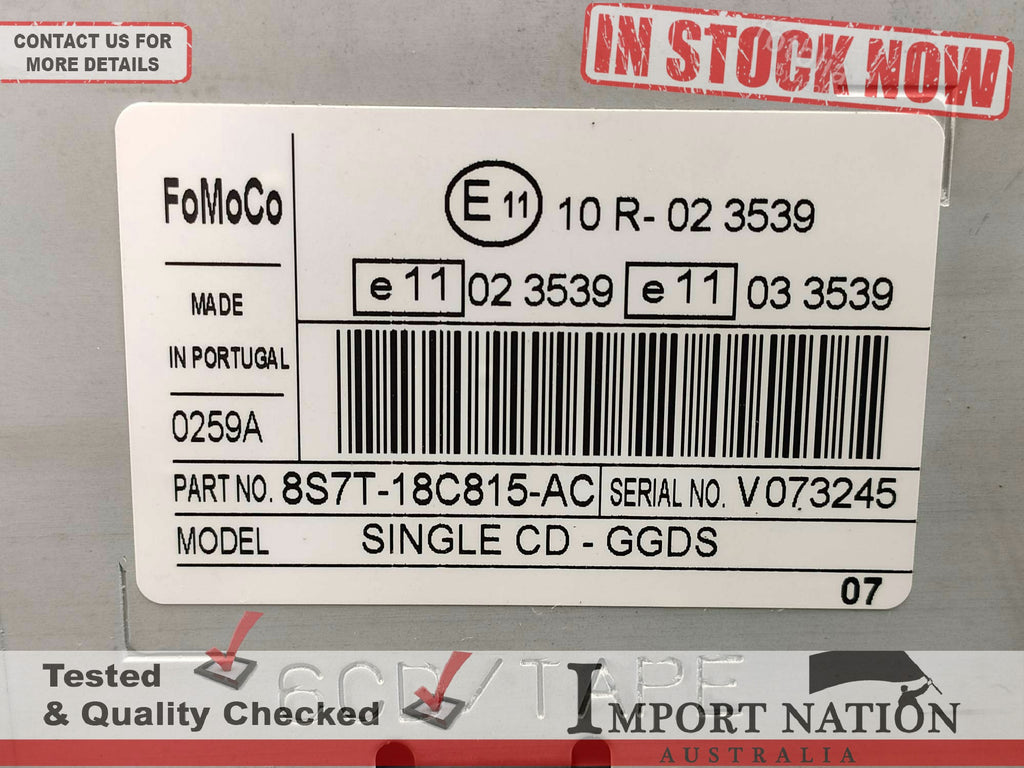 CONTACT US FOR
MORE DETAILS
IN STOCK NOW
FoMoCo
E 11 10 R- 02 3539
e 11 02 3539 e 11 03 3539
MADE
IN PORTUGAL
0259A
PART NO. 8S7T-18C815-AC SERIAL NO. V073245
MODEL SINGLE CD - GGDS
07
6CD/TAPE
Tested
& Quality Checked
IMPORT NATION
AUSTRALIA